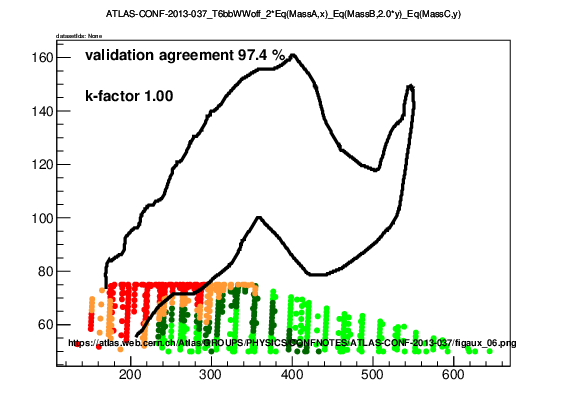 ATLAS-CONF-2013-037_T6bbWWoff_2*Eq(MassA,x)_Eq(MassB,2.0*y)_Eq(MassC,y)
datasetIds: None
validation agreement 97.4 %
k-factor 1.00
160
140
120
100
80
60
https://atlas.web.cern.ch/Atlas/GROUPS/PHYSICS/CONFNOTES/ATLAS-CONF-2013-037/figaux_06.png
200 300 400 500 600